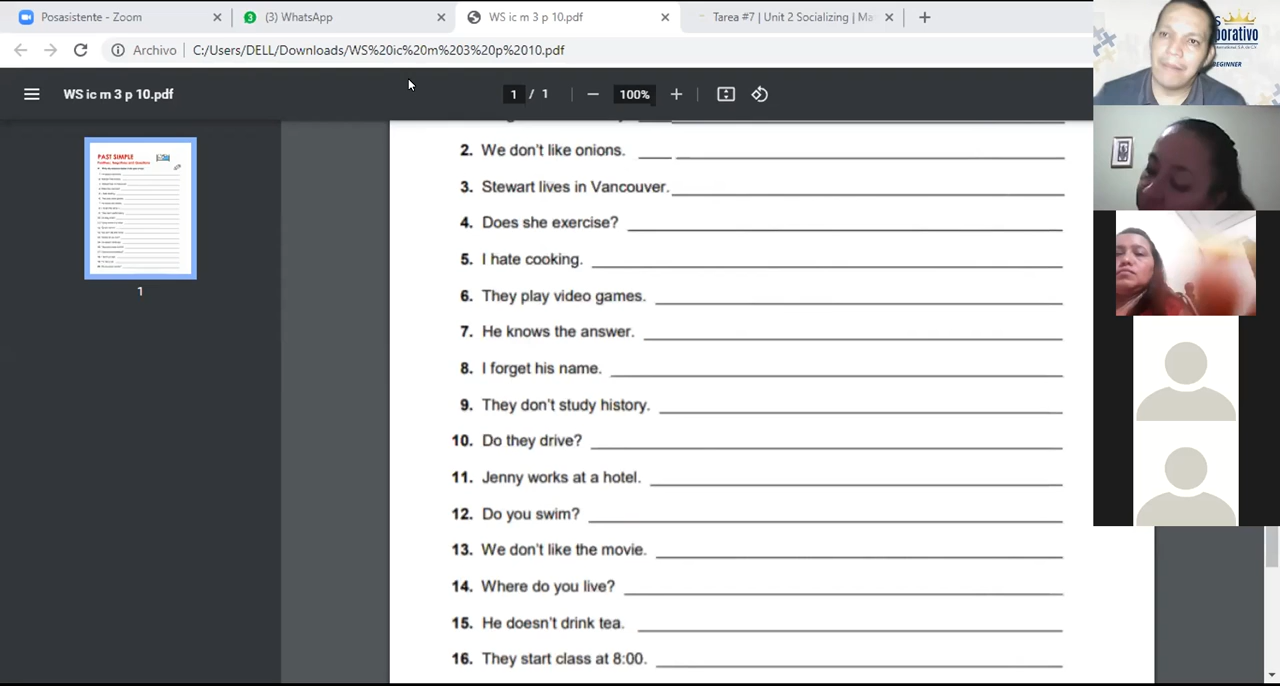 Posasistente - Zoom
(3) WhatsApp
WS ic m 3 p 10.pdf
Tarea #7 | Unit 2 Socializing | Ma
Archivo
C:/Users/DELL/Downloads/WS%20ic%20m%203%20p%2010.pdf
WS ic m 3 p 10.pdf
1 / 1
100%
PAST SIMPLE
1
2. We don't like onions.
3. Stewart lives in Vancouver.
4. Does she exercise?
5. I hate cooking.
6. They play video games.
7. He knows the answer.
8. I forget his name.
9. They don't study history.
10. Do they drive?
11. Jenny works at a hotel.
12. Do you swim?
13. We don't like the movie.
14. Where do you live?
15. He doesn't drink tea.
16. They start class at 8:00.